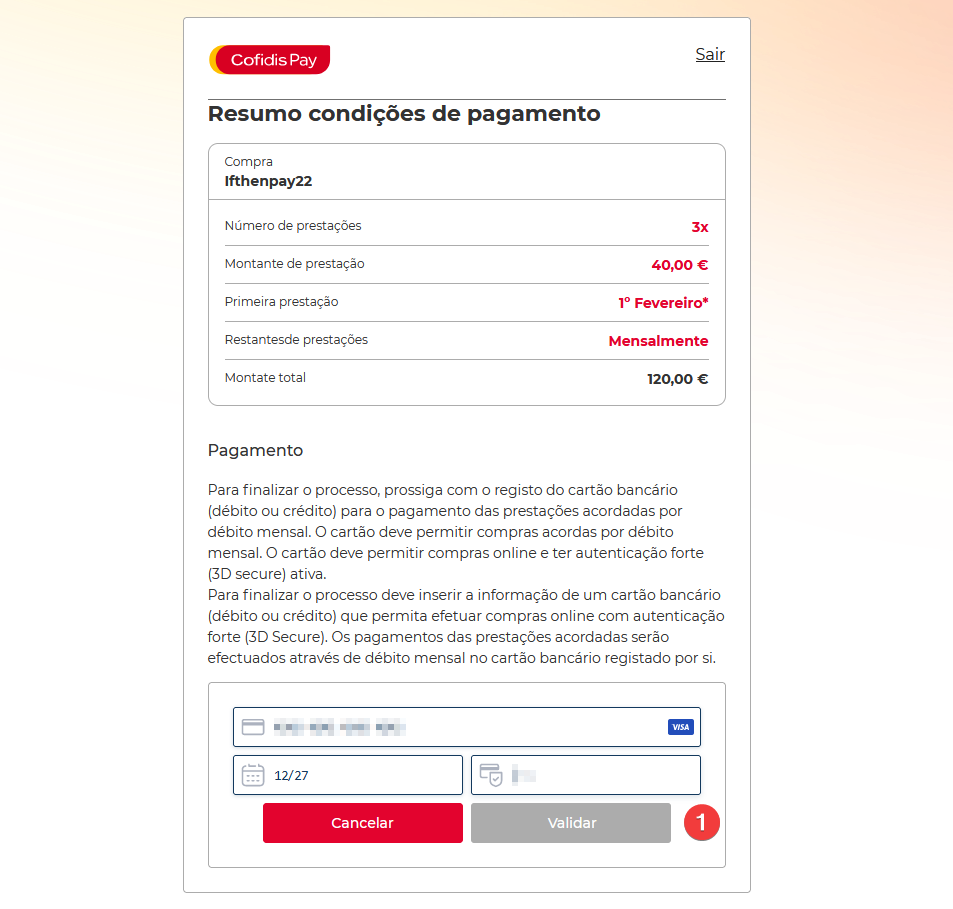 Cofidis Pay
Sair
Resumo condições de pagamento
Compra
Ifthenpay22
Número de prestações
3x
Montante de prestação
40,00 €
Primeira prestação
1º Fevereiro*
Restantesde prestações
Mensalmente
Montate total
120,00 €
Pagamento
Para finalizar o processo, prossiga com o registo do cartão bancário
(débito ou crédito) para o pagamento das prestações acordadas por
débito mensal. O cartão deve permitir compras acordas por débito
mensal. O cartão deve permitir compras online e ter autenticação forte
(3D secure) ativa.
Para finalizar o processo deve inserir a informação de um cartão bancário
(débito ou crédito) que permita efetuar compras online com autenticação
forte (3D Secure). Os pagamentos das prestações acordadas serão
efectuados através de débito mensal no cartão bancário registado por si.
VISA
12/27
Cancelar
Validar
1